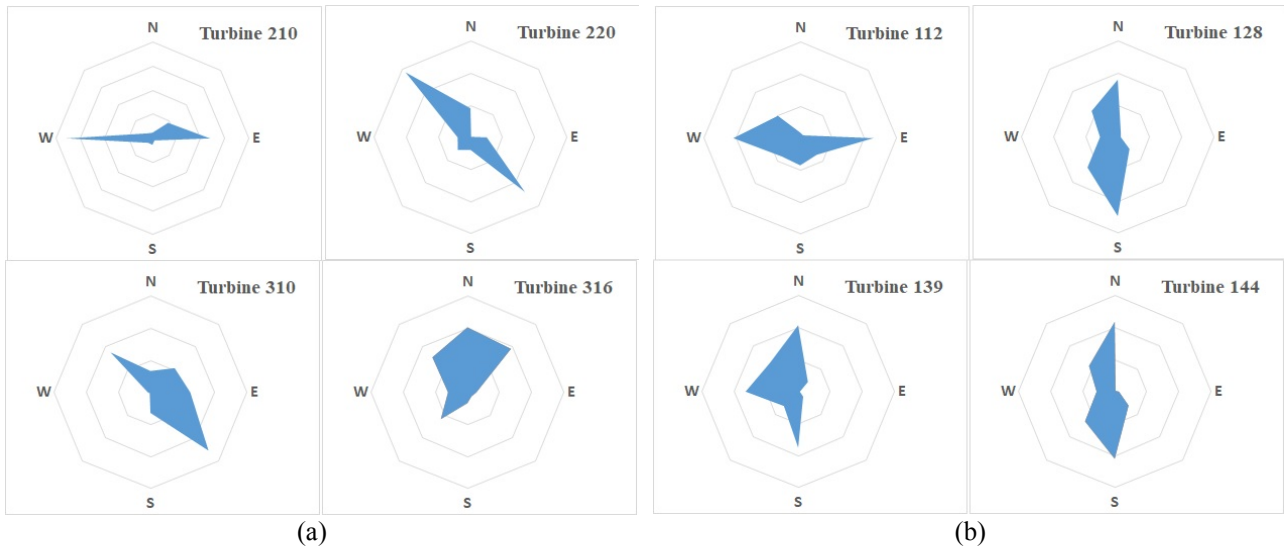 N
Turbine 210
W
E
S
N
Turbine 220
W
E
S
N
Turbine 310
W
E
S
N
Turbine 316
W
E
S
(a)
N
Turbine 112
W
E
S
N
Turbine 128
W
E
S
N
Turbine 139
W
E
S
N
Turbine 144
W
E
S
(b)